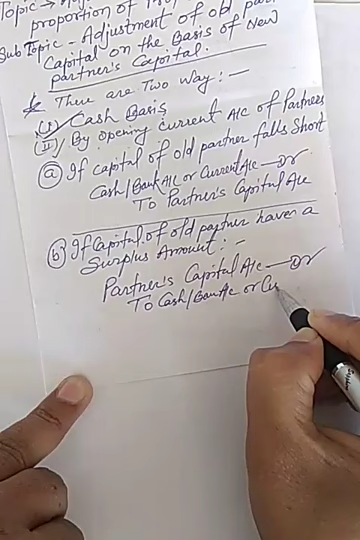 Topic →
proportion of
Sub Topic - Adjustment of old
Capital on the Basis of New
partner's Capital.
There are Two Way:-
(I) Cash Basis
(II) By opening current A/c of Partners
(a) If capital of old partner falls Short
Cash/Bank A/c or Current A/c — Dr
To Partner's Capital A/c
(b) If Capital of old partner haven a
Surplus Amount:-
Partner's Capital A/c — Dr
To Cash/Bank A/c or Cu